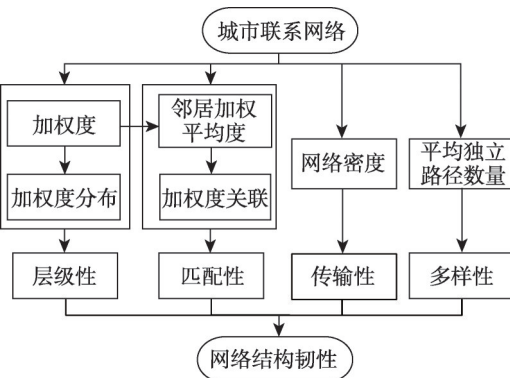 城市联系网络
加权度
邻居加权
平均度
网络密度
平均独立
路径数量
加权度分布
加权度关联
层级性
匹配性
传输性
多样性
网络结构韧性